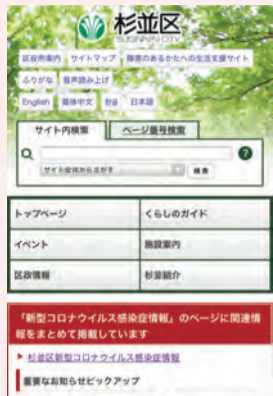 杉並区
SUGINAMI CITY
区役所案内 サイトマップ 障害のあるかたへの生活支援サイト
ふりがな 音声読み上げ
English 簡体中文 한글 日本語
サイト内検索 ページ番号検索
サイト全体からさがす 検索
トップページ くらしのガイド
イベント 施設案内
区政情報 杉並紹介
「新型コロナウイルス感染症情報」のページに関連情
報をまとめて掲載しています
杉並区新型コロナウイルス感染症情報
重要なお知らせピックアップ